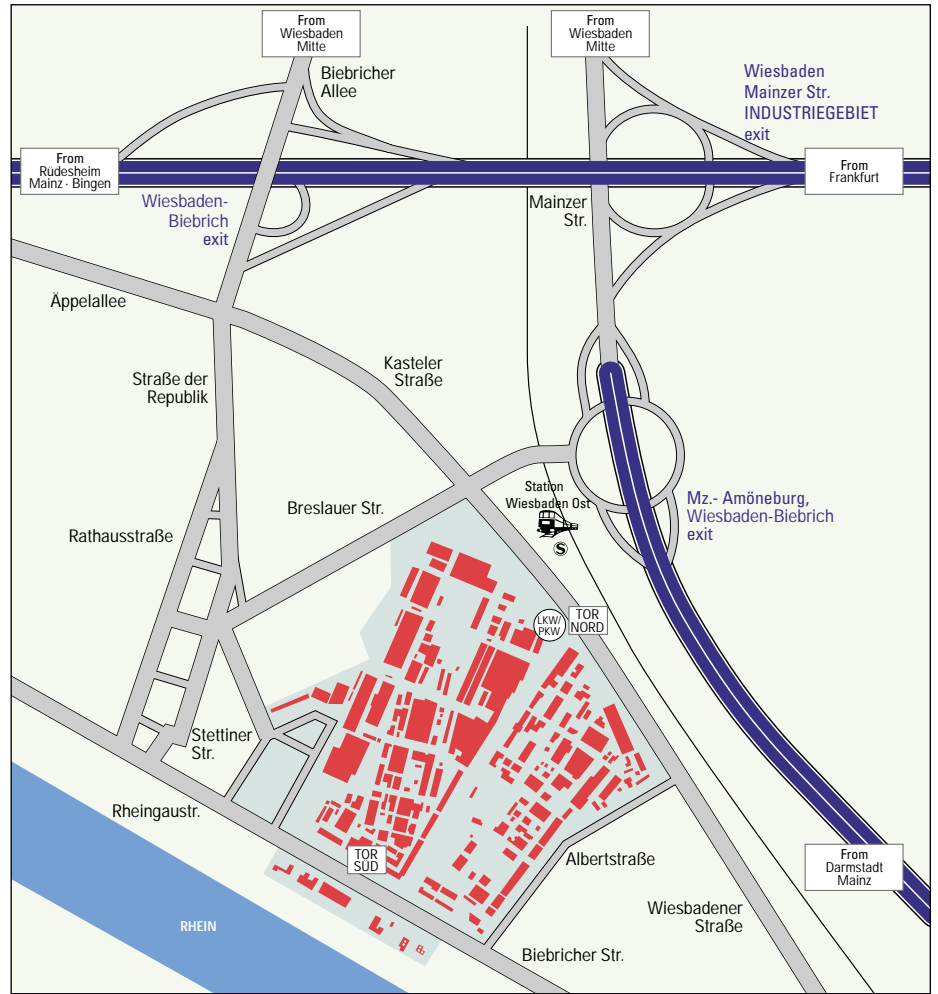 From
Wiesbaden
Mitte
From
Wiesbaden
Mitte
Biebricher
Allee
Wiesbaden
Mainzer Str.
INDUSTRIEGEBIET
exit
From
Rüdesheim
Mainz · Bingen
From
Frankfurt
Wiesbaden-
Biebrich
exit
Mainzer
Str.
Äppelallee
Kasteler
Straße
Straße der
Republik
Station
Wiesbaden Ost
S
Breslauer Str.
Mz.- Amöneburg,
Wiesbaden-Biebrich
exit
Rathausstraße
LKW/
PKW
TOR
NORD
Stettiner
Str.
Rheingaustr.
TOR
SÜD
Albertstraße
From
Darmstadt
Mainz
Wiesbadener
Straße
RHEIN
Biebricher Str.